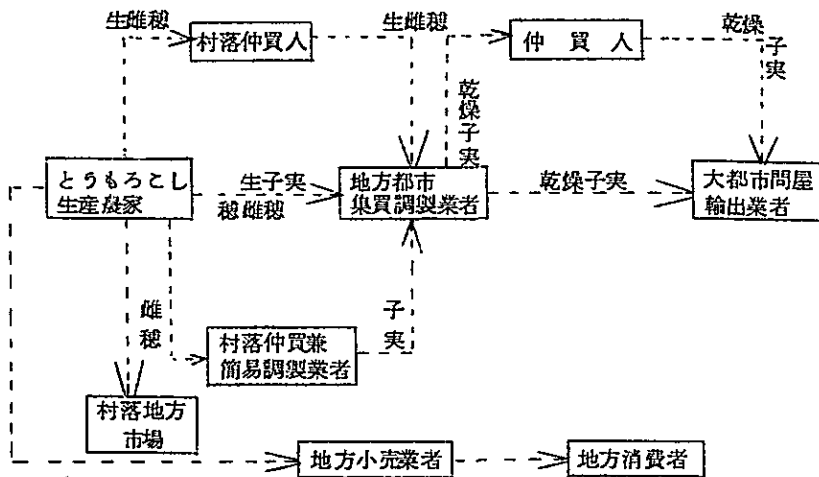 生雌穂
村落仲買人
生雌穂
仲買人
乾燥
子実
乾燥子実
とうもろこし
生産農家
生子実
穂雌穂
地方都市
集買調製業者
乾燥子実
大都市問屋
輸出業者
雌穂
村落仲買兼
簡易調製業者
子実
村落地方
市場
地方小売業者
地方消費者